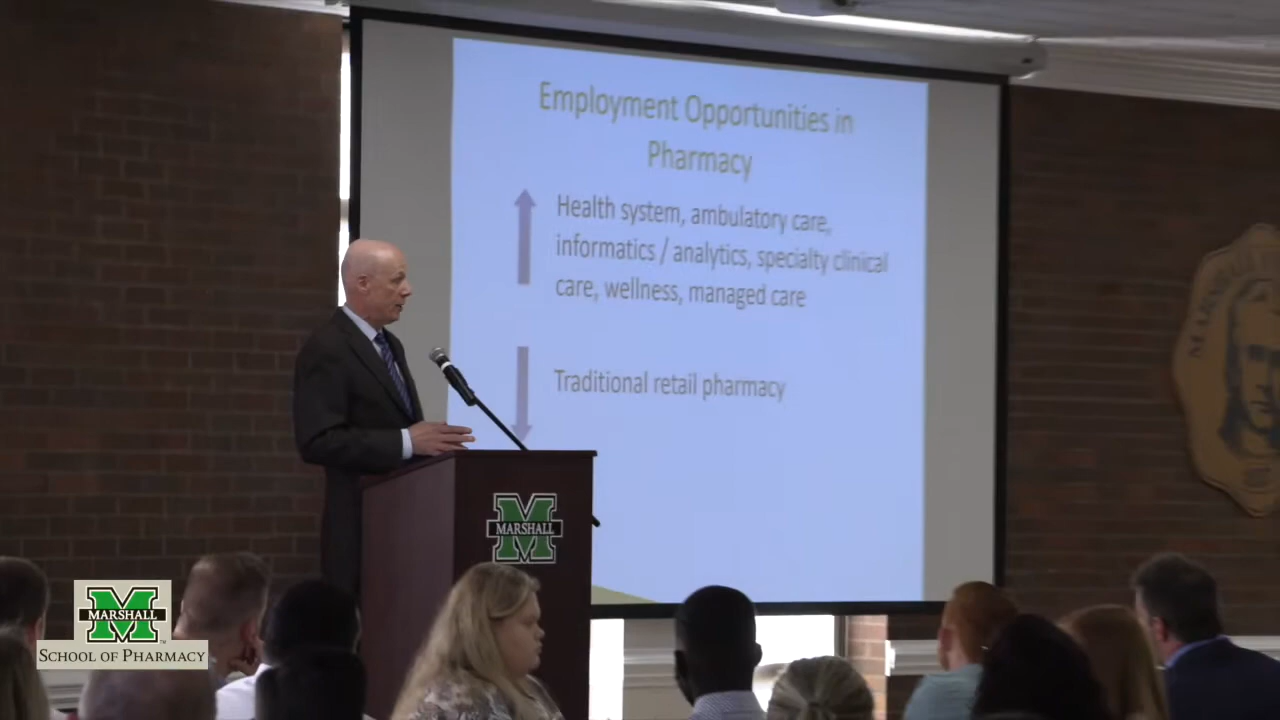 Employment Opportunities in
Pharmacy
Health system, ambulatory care,
informatics / analytics, specialty clinical
care, wellness, managed care
Traditional retail pharmacy
MARSHALL
MARSHALL
SCHOOL OF PHARMACY